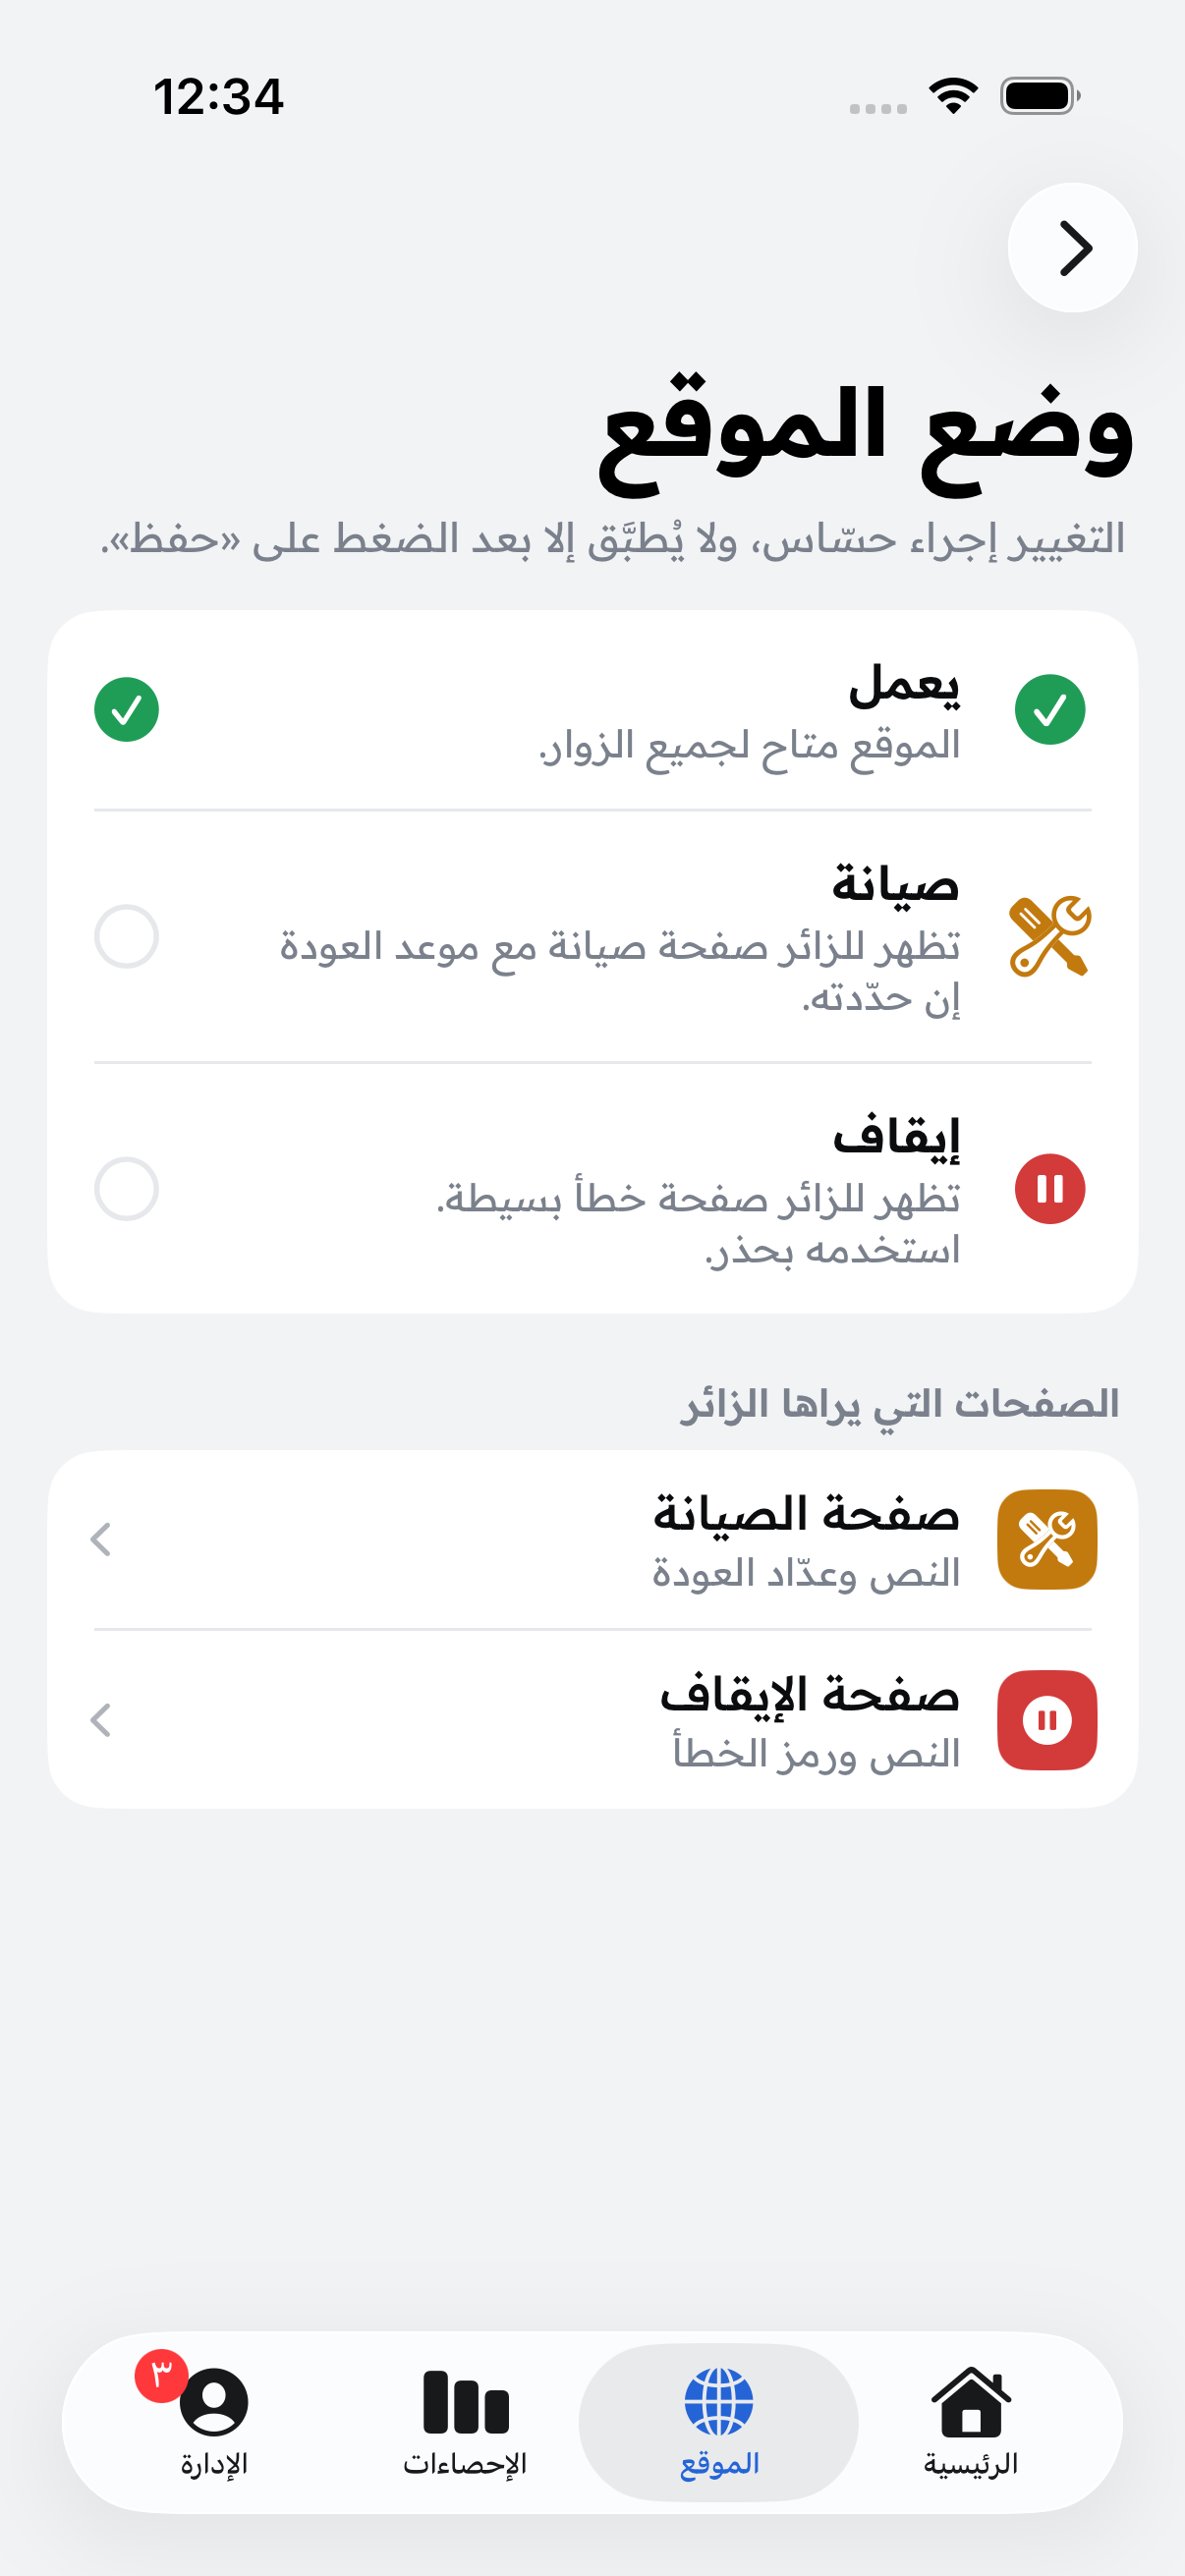 12:34
وضع الموقع
التغيير إجراء حسّاس، ولا يُطبَّق إلا بعد الضغط على «حفظ».
يعمل
الموقع متاح لجميع الزوار.
صيانة
تظهر للزائر صفحة صيانة مع موعد العودة
إن حدّدته.
إيقاف
تظهر للزائر صفحة خطأ بسيطة.
استخدمه بحذر.
الصفحات التي يراها الزائر
صفحة الصيانة
النص وعدّاد العودة
صفحة الإيقاف
النص ورمز الخطأ
الرئيسية
الموقع
الإحصاءات
٣
الإدارة